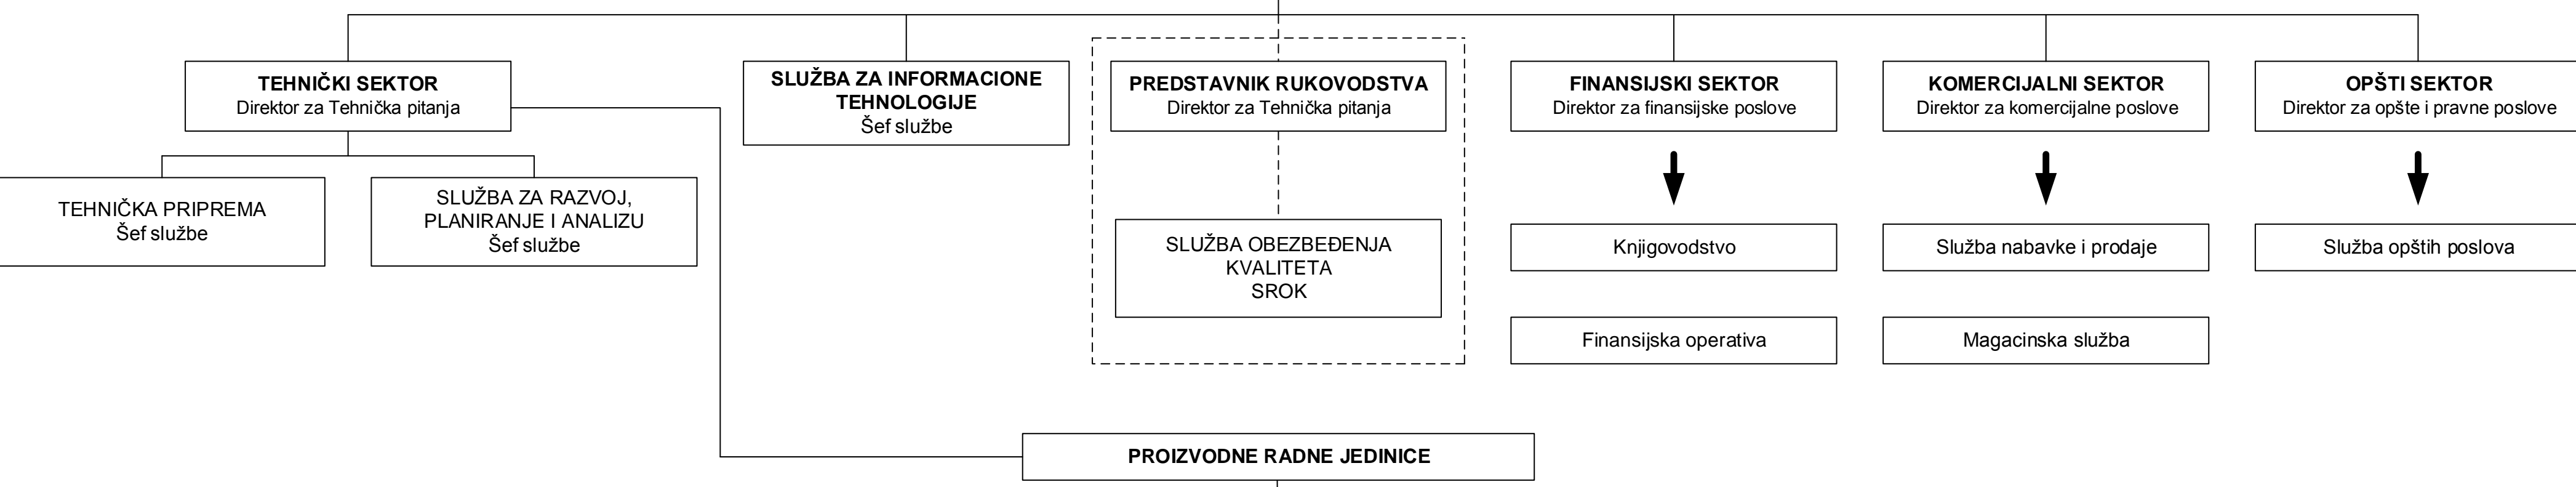 TEHNIČKI SEKTOR
Direktor za Tehnička pitanja
SLUŽBA ZA INFORMACIONE
TEHNOLOGIJE
Šef službe
PREDSTAVNIK RUKOVODSTVA
Direktor za Tehnička pitanja
FINANSIJSKI SEKTOR
Direktor za finansijske poslove
KOMERCIJALNI SEKTOR
Direktor za komercijalne poslove
OPŠTI SEKTOR
Direktor za opšte i pravne poslove
TEHNIČKA PRIPREMA
Šef službe
SLUŽBA ZA RAZVOJ,
PLANIRANJE I ANALIZU
Šef službe
SLUŽBA OBEZBEĐENJA
KVALITETA
SROK
Knjigovodstvo
Služba nabavke i prodaje
Služba opštih poslova
Finansijska operativa
Magacinska služba
PROIZVODNE RADNE JEDINICE